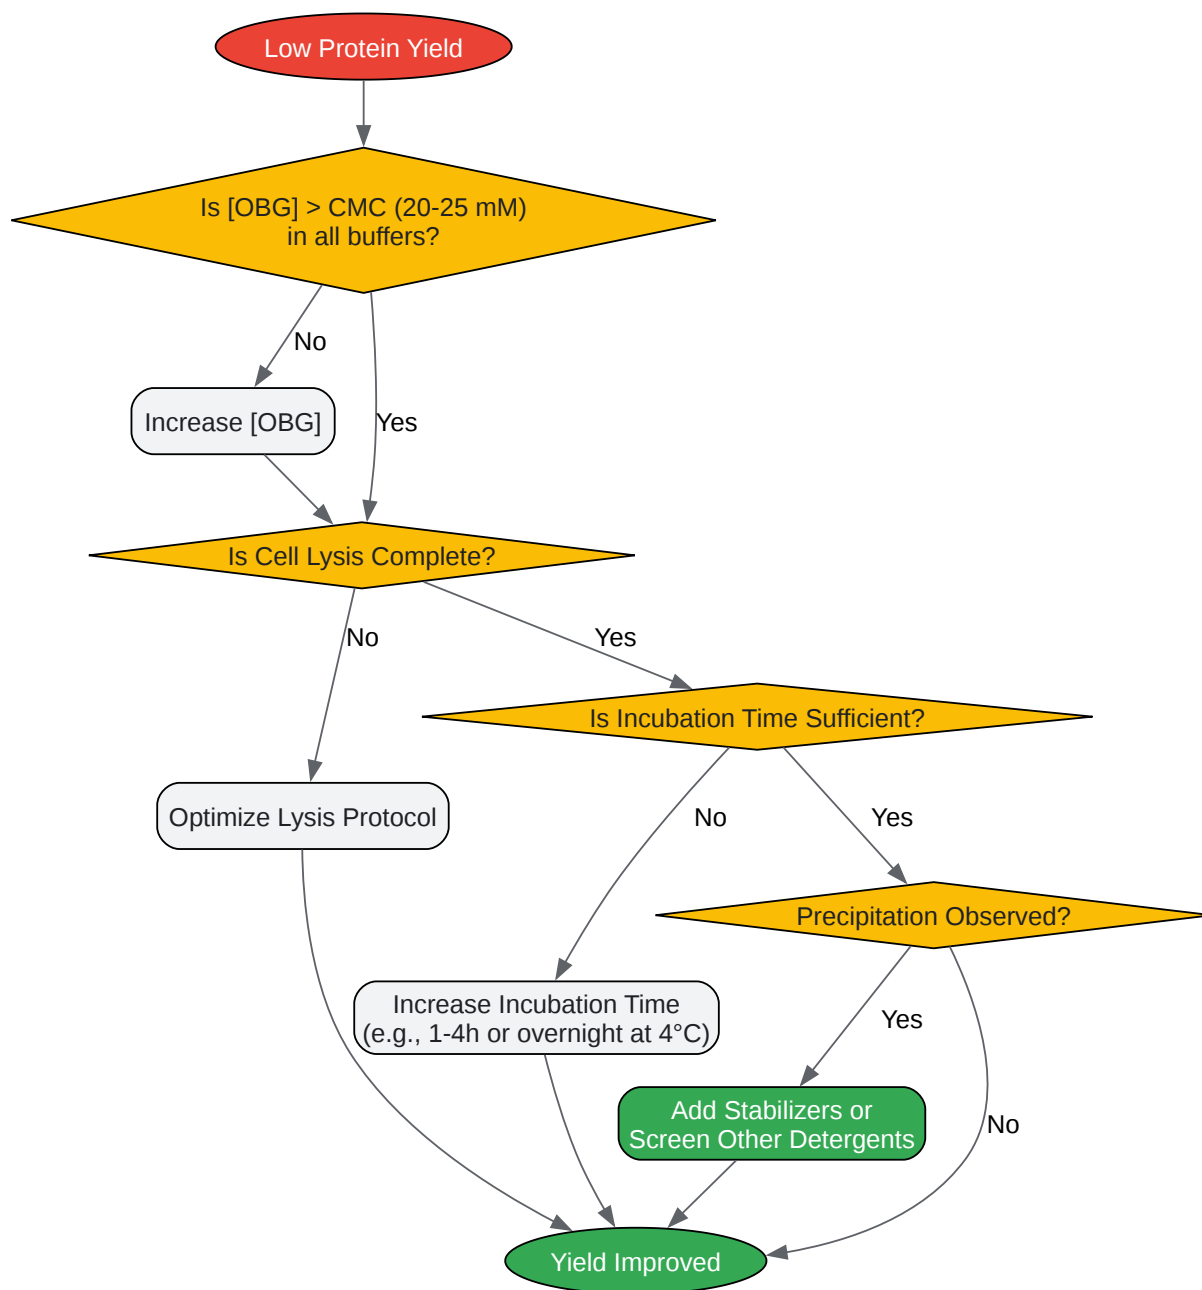 Low Protein Yield
Is [OBG] > CMC (20-25 mM)
in all buffers?
No
Increase [OBG]
Yes
Is Cell Lysis Complete?
No
Yes
Is Incubation Time Sufficient?
Optimize Lysis Protocol
No
Yes
Precipitation Observed?
Increase Incubation Time
(e.g., 1-4h or overnight at 4°C)
Yes
Add Stabilizers or
Screen Other Detergents
No
Yield Improved